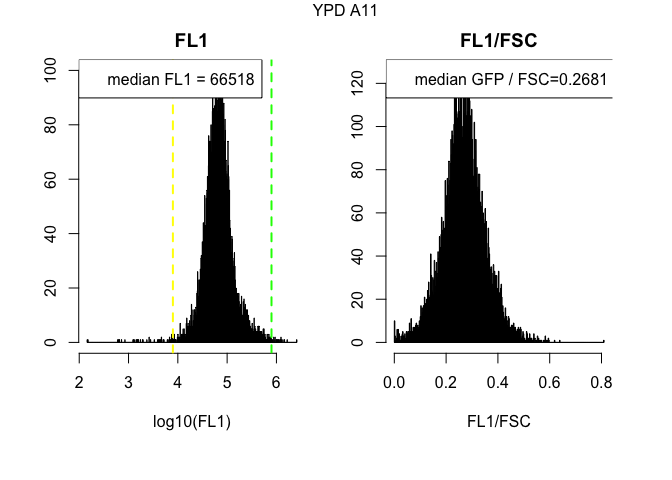 YPD A11
FL1
median FL1 = 66518
100
80
60
40
20
0
2 3 4 5 6
log10(FL1)
FL1/FSC
median GFP / FSC=0.2681
120
100
80
60
40
20
0
0.0 0.2 0.4 0.6 0.8
FL1/FSC